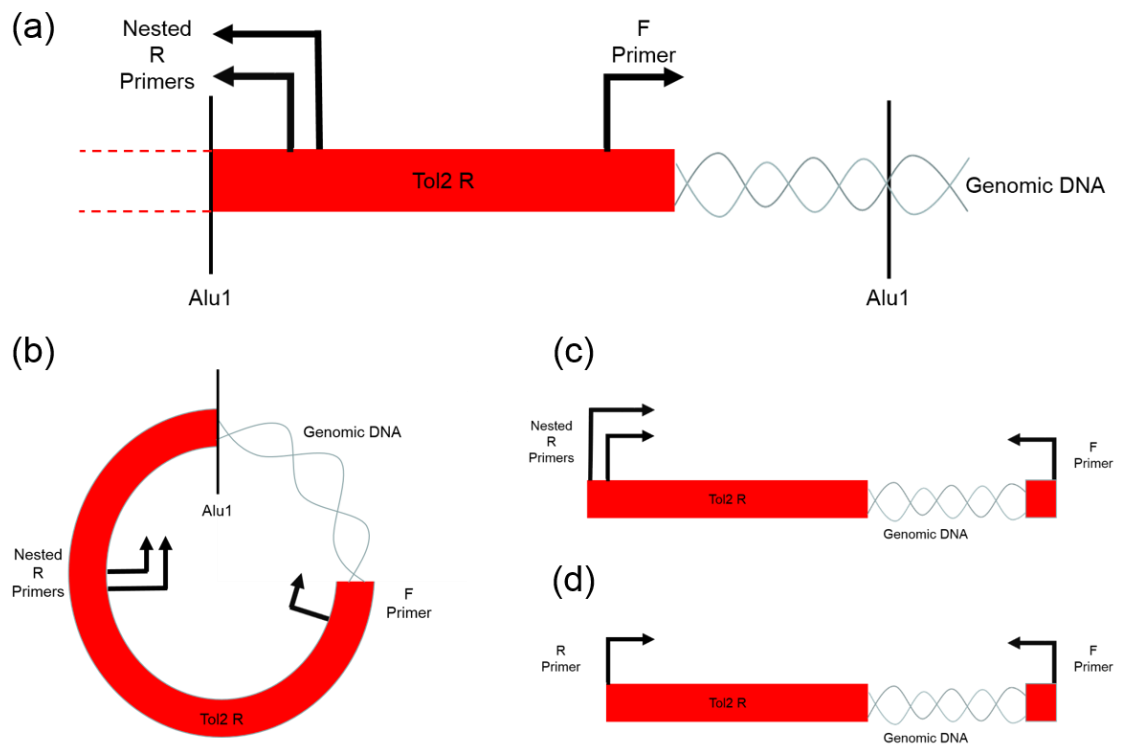 (a)
Nested
R
Primers
F
Primer
Tol2 R
Genomic DNA
Alu1
Alu1
(b)
Genomic DNA
Alu1
Nested
R
Primers
F
Primer
Tol2 R
(c)
Nested
R
Primers
F
Primer
Tol2 R
Genomic DNA
(d)
R
Primer
F
Primer
Tol2 R
Genomic DNA